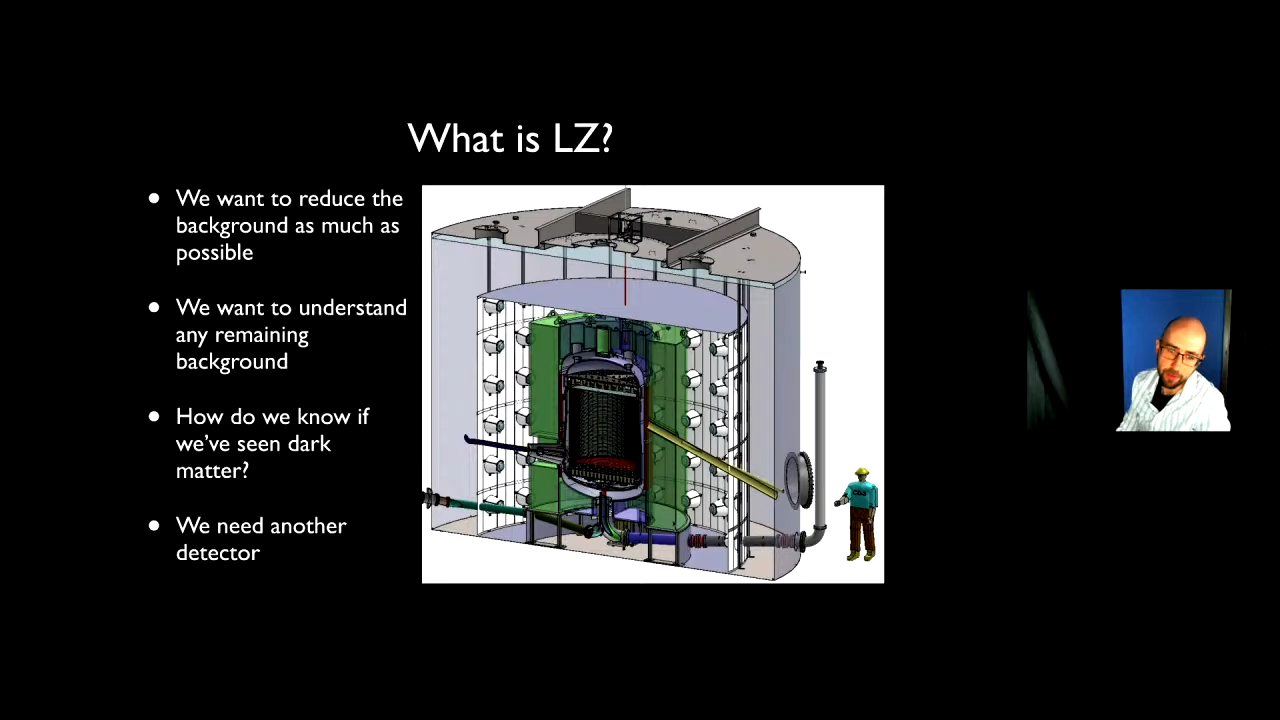 What is LZ?
• We want to reduce the
background as much as
possible
• We want to understand
any remaining
background
• How do we know if
we've seen dark
matter?
• We need another
detector